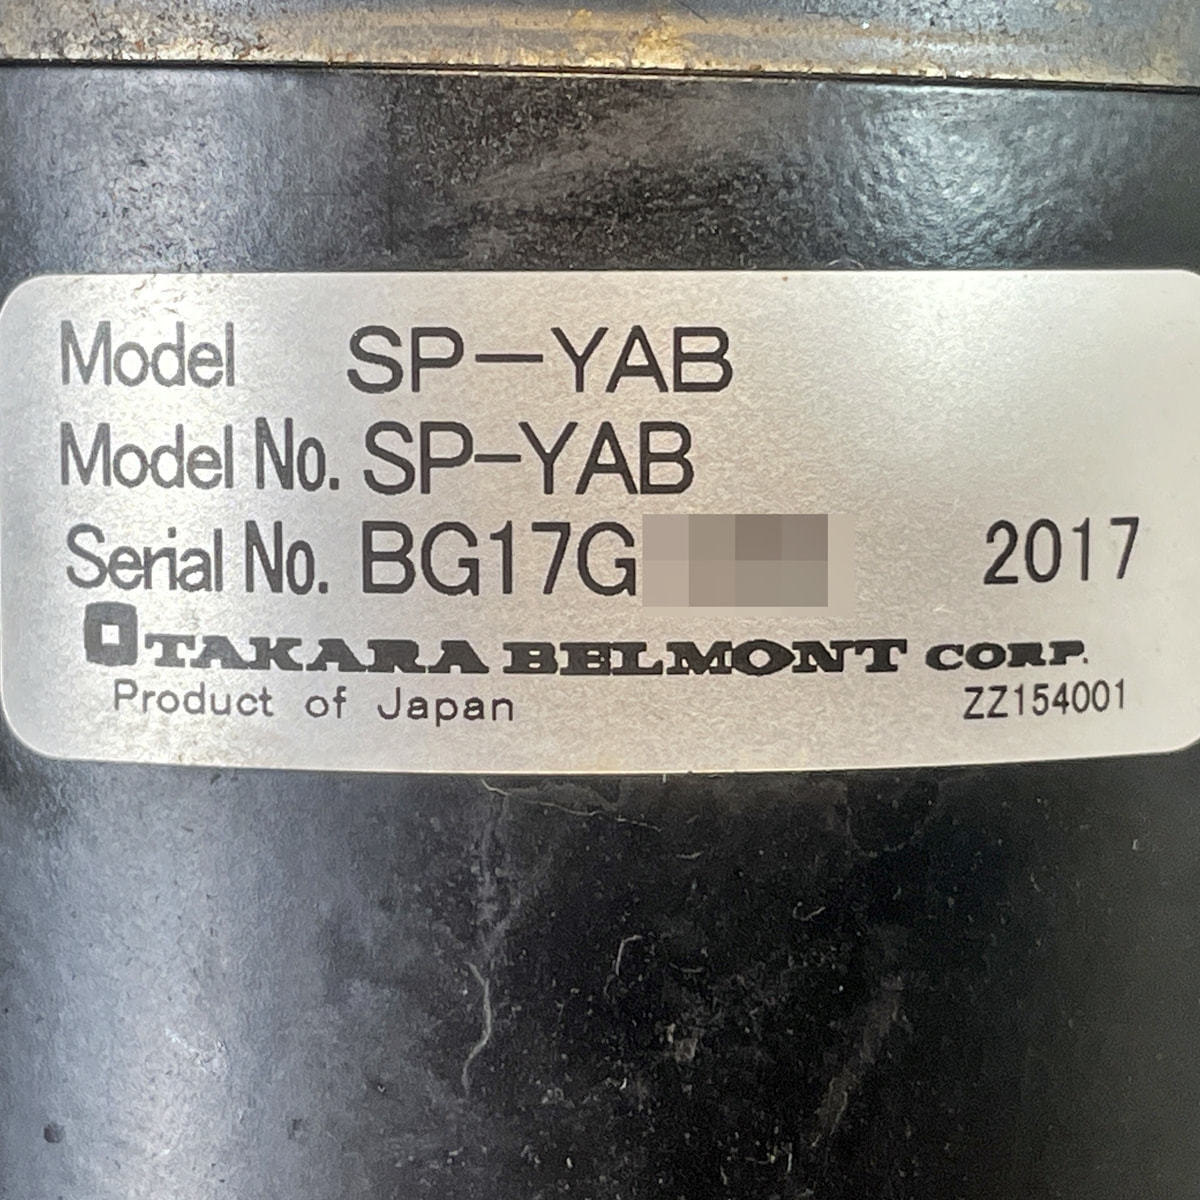 Model SP-YAB
Model No. SP-YAB
Serial No. BG17G 2017
TAKARA BELMONT CORP.
Product of Japan ZZ154001